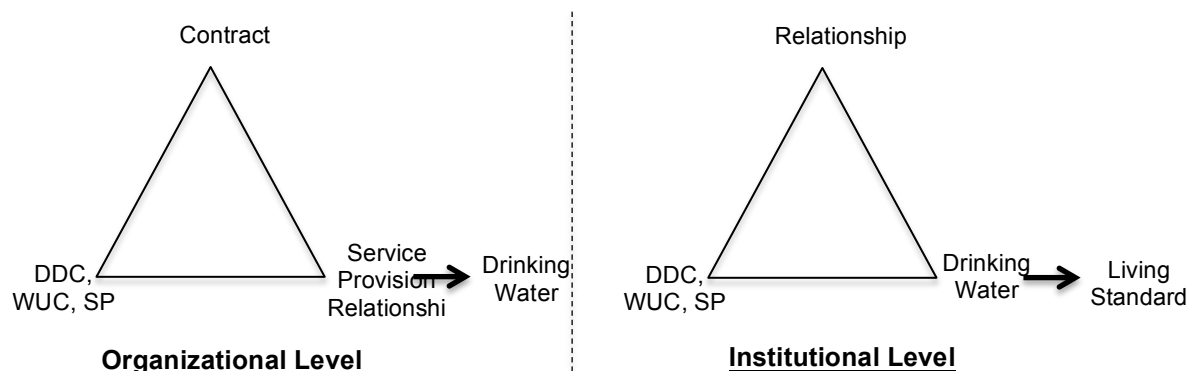 Contract
DDC,
WUC, SP
Service
Provision
Relationshi
Drinking
Water
Organizational Level
Relationship
DDC,
WUC, SP
Drinking
Water
Living
Standard
Institutional Level